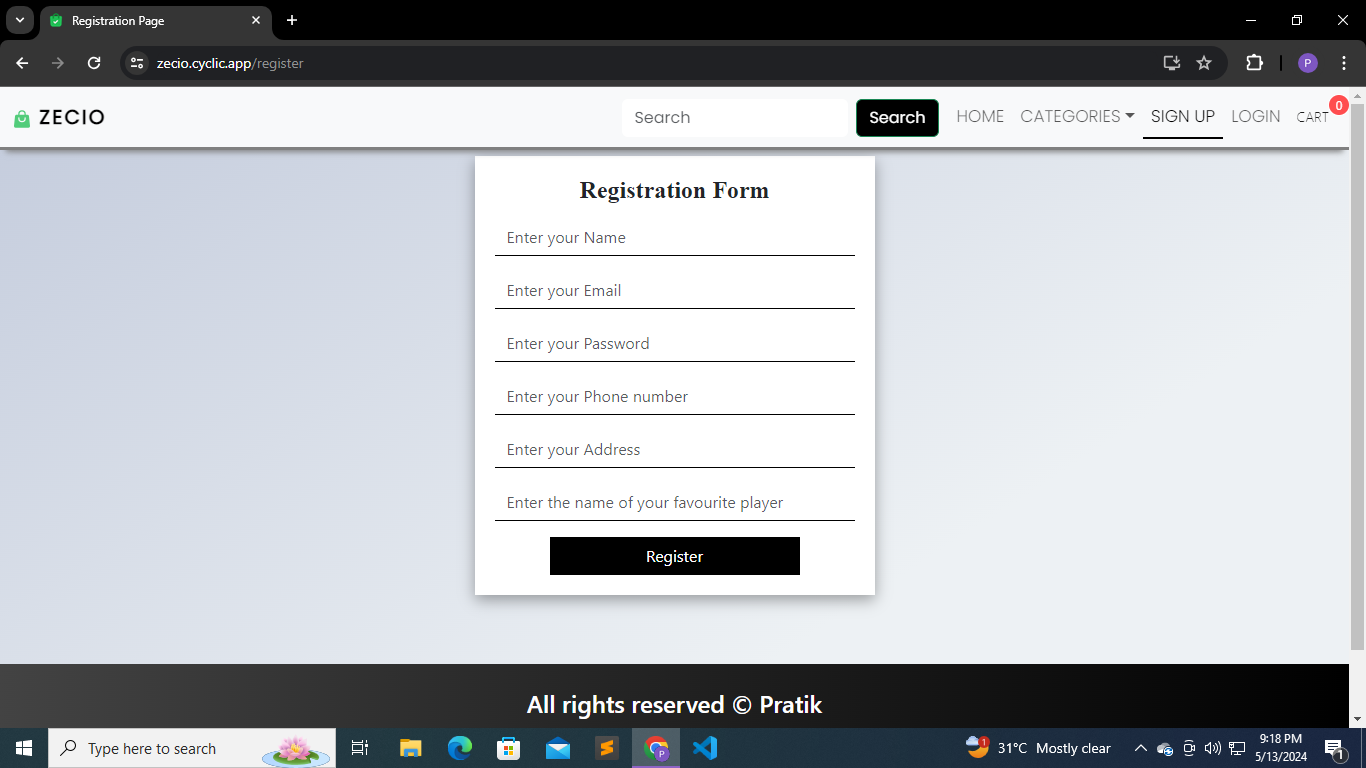 Registration Page
zecio.cyclic.app/register
P
ZECIO
Search
Search
HOME
CATEGORIES
SIGN UP
LOGIN
CART
0
Registration Form
Enter your Name
Enter your Email
Enter your Password
Enter your Phone number
Enter your Address
Enter the name of your favourite player
Register
All rights reserved © Pratik
Type here to search
P
1
31°C Mostly clear
9:18 PM
5/13/2024
1